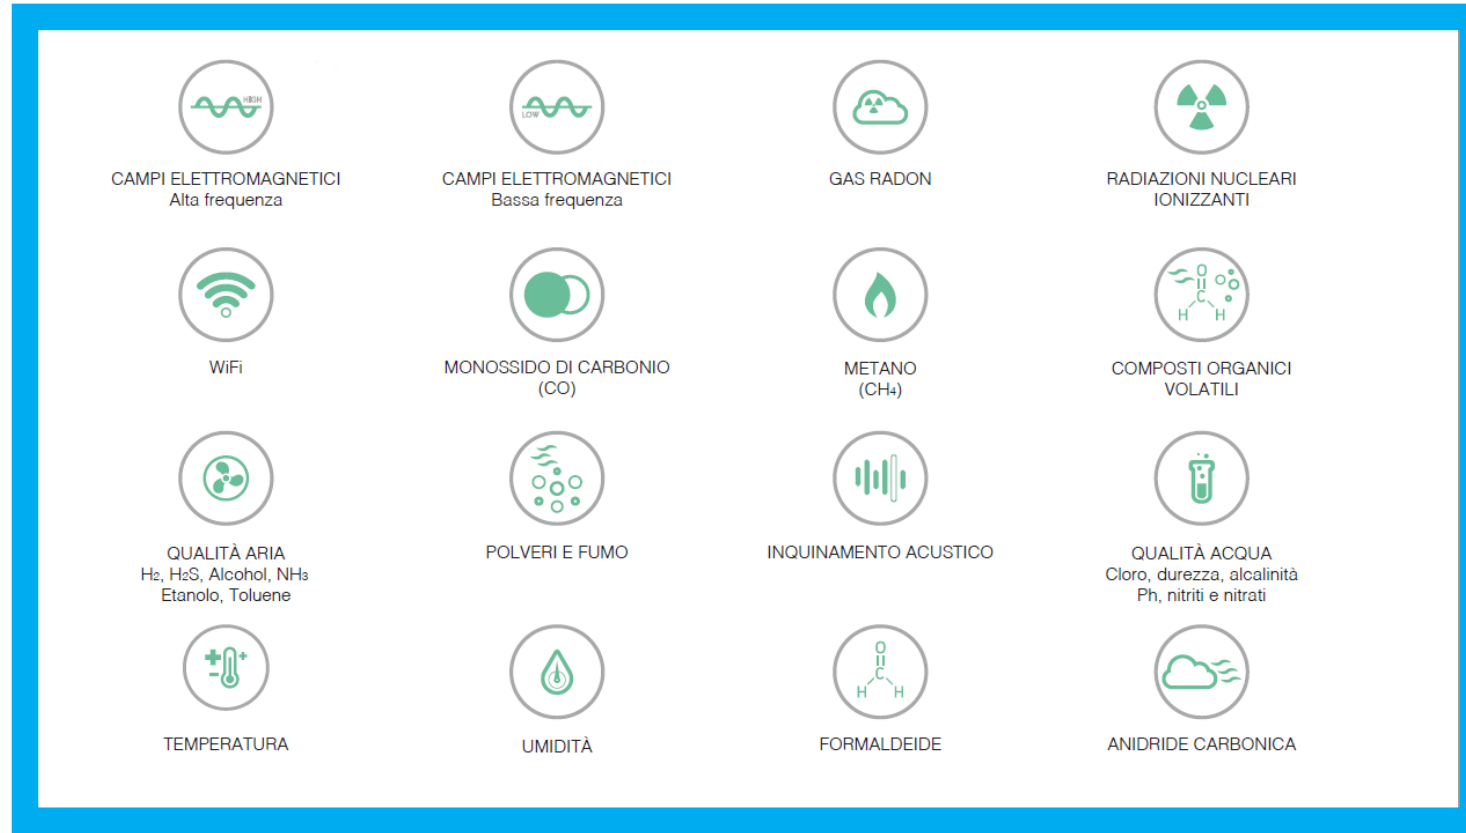 HIGH
LOW
CAMPI ELETTROMAGNETICI
Alta frequenza
CAMPI ELETTROMAGNETICI
Bassa frequenza
GAS RADON
RADIAZIONI NUCLEARI
IONIZZANTI
O
C
H H
WiFi
MONOSSIDO DI CARBONIO
(CO)
METANO
(CH4)
COMPOSTI ORGANICI
VOLATILI
QUALITÀ ARIA
H2, H2S, Alcohol, NH3
Etanolo, Toluene
POLVERI E FUMO
INQUINAMENTO ACUSTICO
QUALITÀ ACQUA
Cloro, durezza, alcalinità
Ph, nitriti e nitrati
O
C
H H
TEMPERATURA
UMIDITÀ
FORMALDEIDE
ANIDRIDE CARBONICA